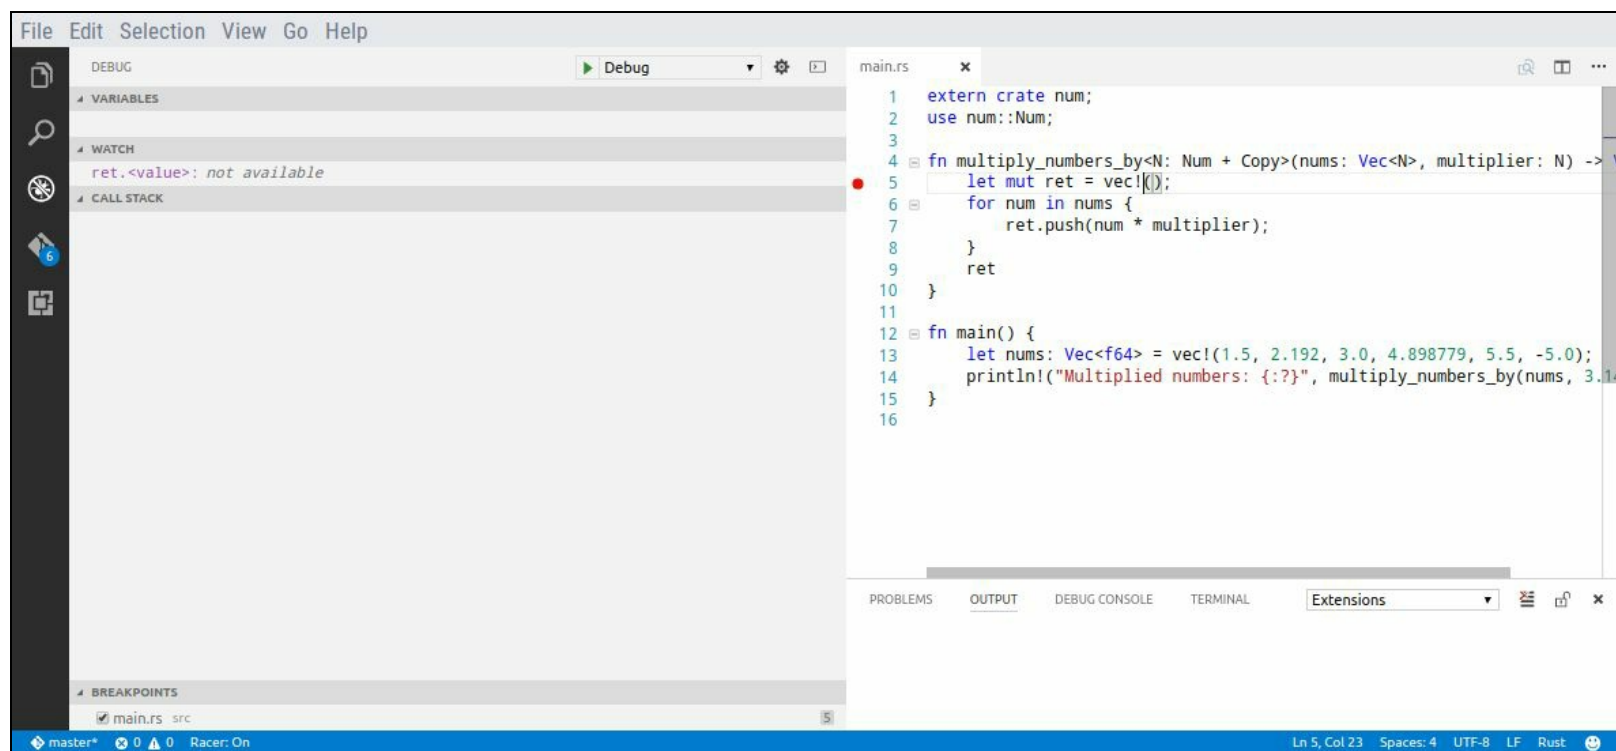 File Edit Selection View Go Help
DEBUG
Debug
VARIABLES
WATCH
ret.<value>: not available
CALL STACK
6
BREAKPOINTS
main.rs src 5
main.rs
1 extern crate num;
2 use num::Num;
3
4 fn multiply_numbers_by<N: Num + Copy>(nums: Vec<N>, multiplier: N) ->
5 let mut ret = vec!();
6 for num in nums {
7 ret.push(num * multiplier);
8 }
9 ret
10 }
11
12 fn main() {
13 let nums: Vec<f64> = vec!(1.5, 2.192, 3.0, 4.898779, 5.5, -5.0);
14 println!("Multiplied numbers: {:?}", multiply_numbers_by(nums, 3.14
15 }
16
PROBLEMS OUTPUT DEBUG CONSOLE TERMINAL Extensions
master* 0 0 Racer: On Ln 5, Col 23 Spaces: 4 UTF-8 LF Rust